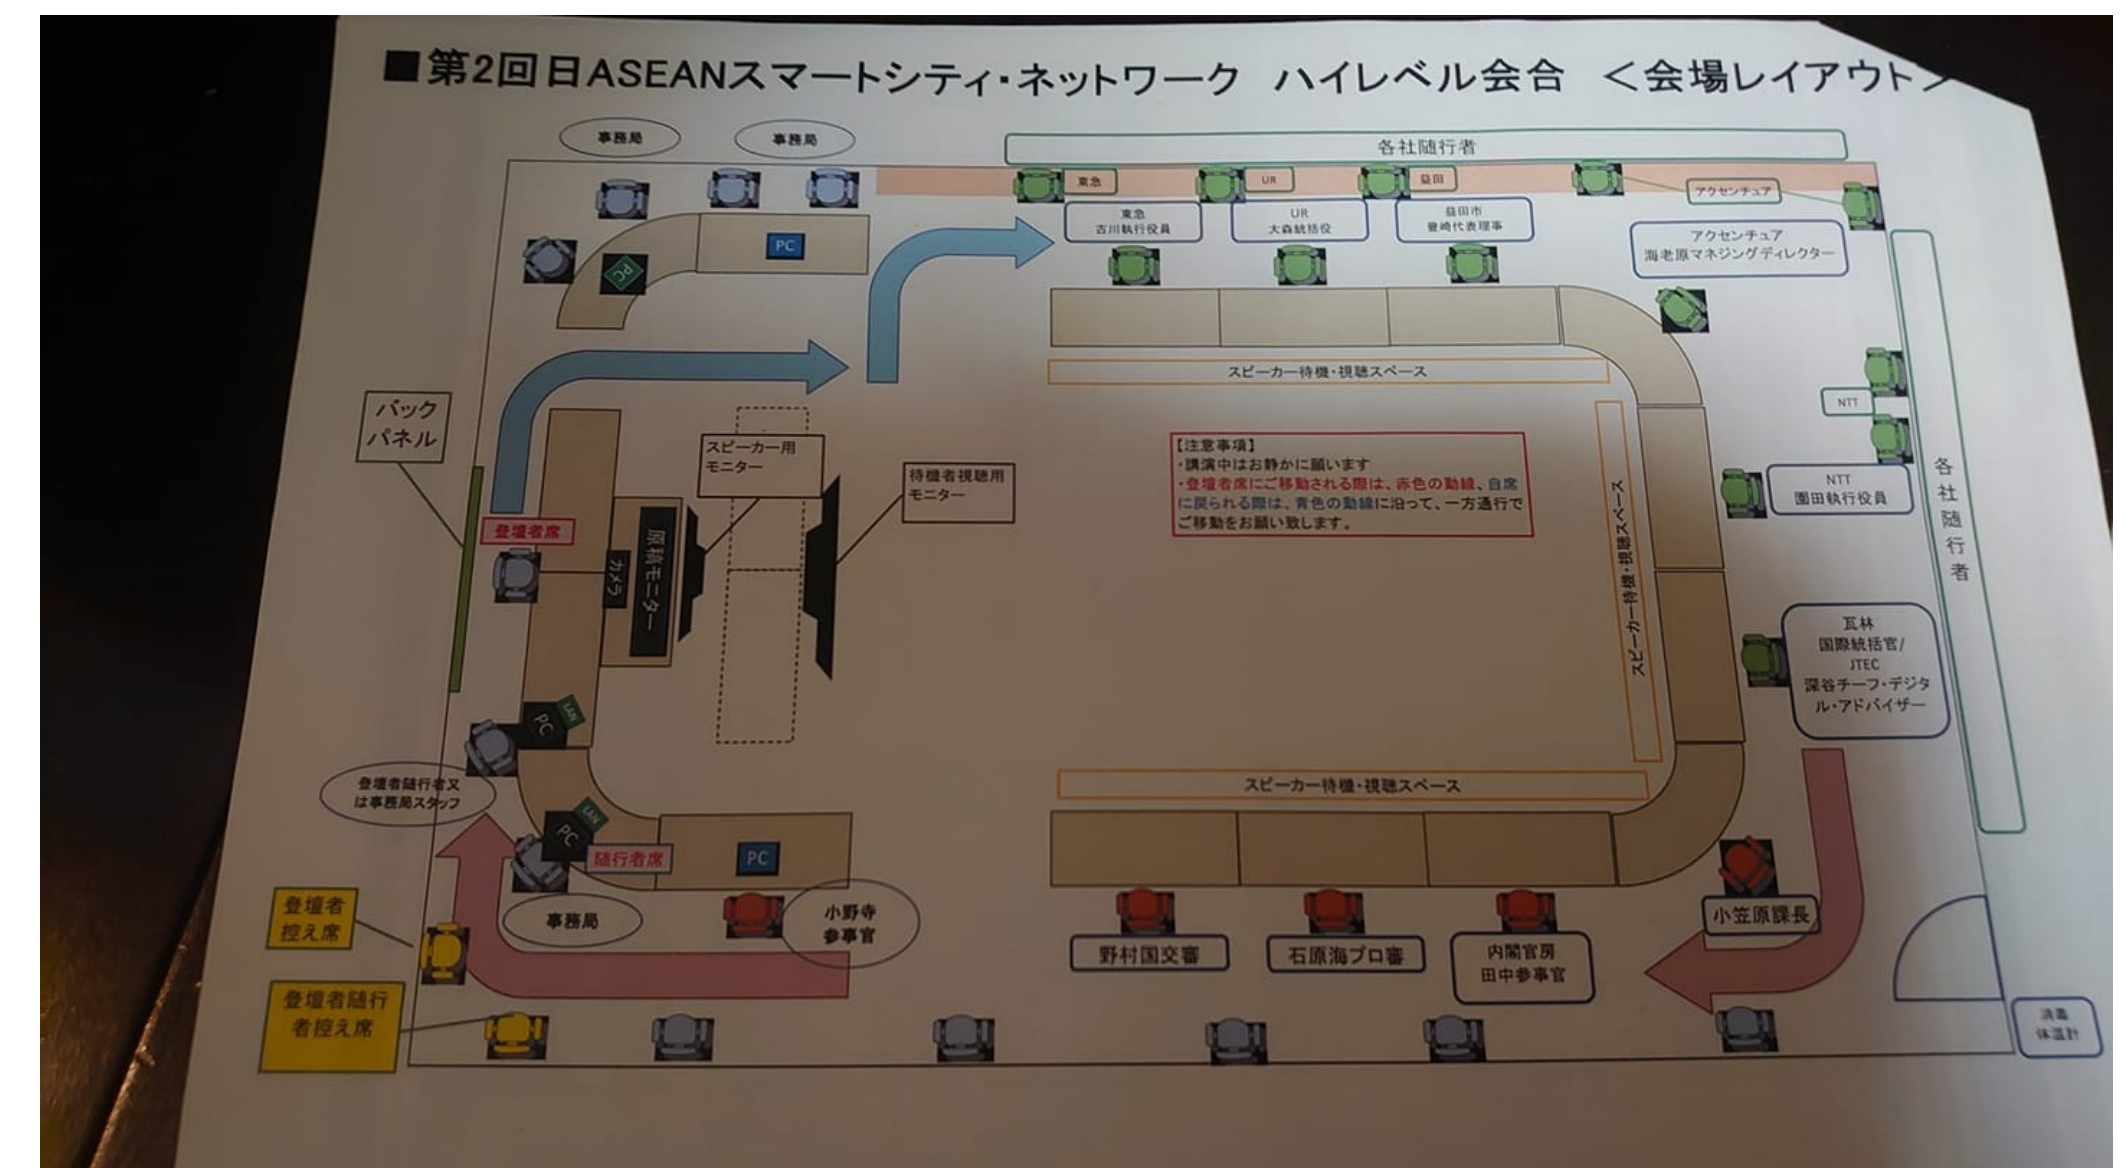 ■第2回日ASEANスマートシティ・ネットワーク　ハイレベル会合　＜会場レイアウト＞
事務局
事務局
各社随行者
東急
UR
益田
アクセンチュア
東急
古川執行役員
UR
大森統括役
益田市
豊崎代表理事
アクセンチュア
海老原マネジングディレクター
PC
PC
スピーカー待機・視聴スペース
バック
パネル
スピーカー用
モニター
待機者視聴用
モニター
【注意事項】
・講演中はお静かに願います
・登壇者席にご移動される際は、赤色の動線、自席
に戻られる際は、青色の動線に沿って、一方通行で
ご移動をお願い致します。
NTT
NTT
園田執行役員
各社随行者
登壇者席
カメラ
原稿モニター
スピーカー待機・視聴スペース
瓦林
国際統括官/
JTEC
深谷チーフ・デジタ
ル・アドバイザー
PC
LAN
登壇者随行者又
は事務局スタッフ
スピーカー待機・視聴スペース
PC
LAN
随行者席
PC
登壇者
控え席
事務局
小野寺
参事官
野村国交審
石原海プロ審
内閣官房
田中参事官
小笠原課長
登壇者随行
者控え席
消毒
体温計